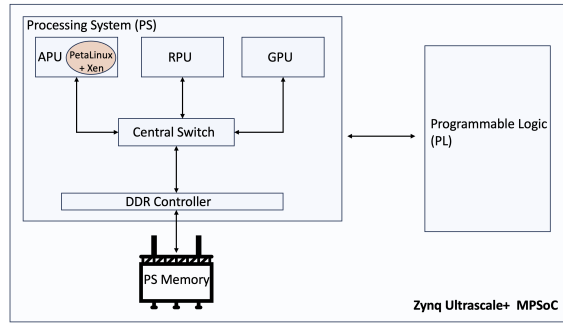 Processing System (PS)
APU
PetaLinux
+ Xen
RPU
GPU
Central Switch
DDR Controller
PS Memory
Programmable Logic
(PL)
Zynq Ultrascale+ MPSoC